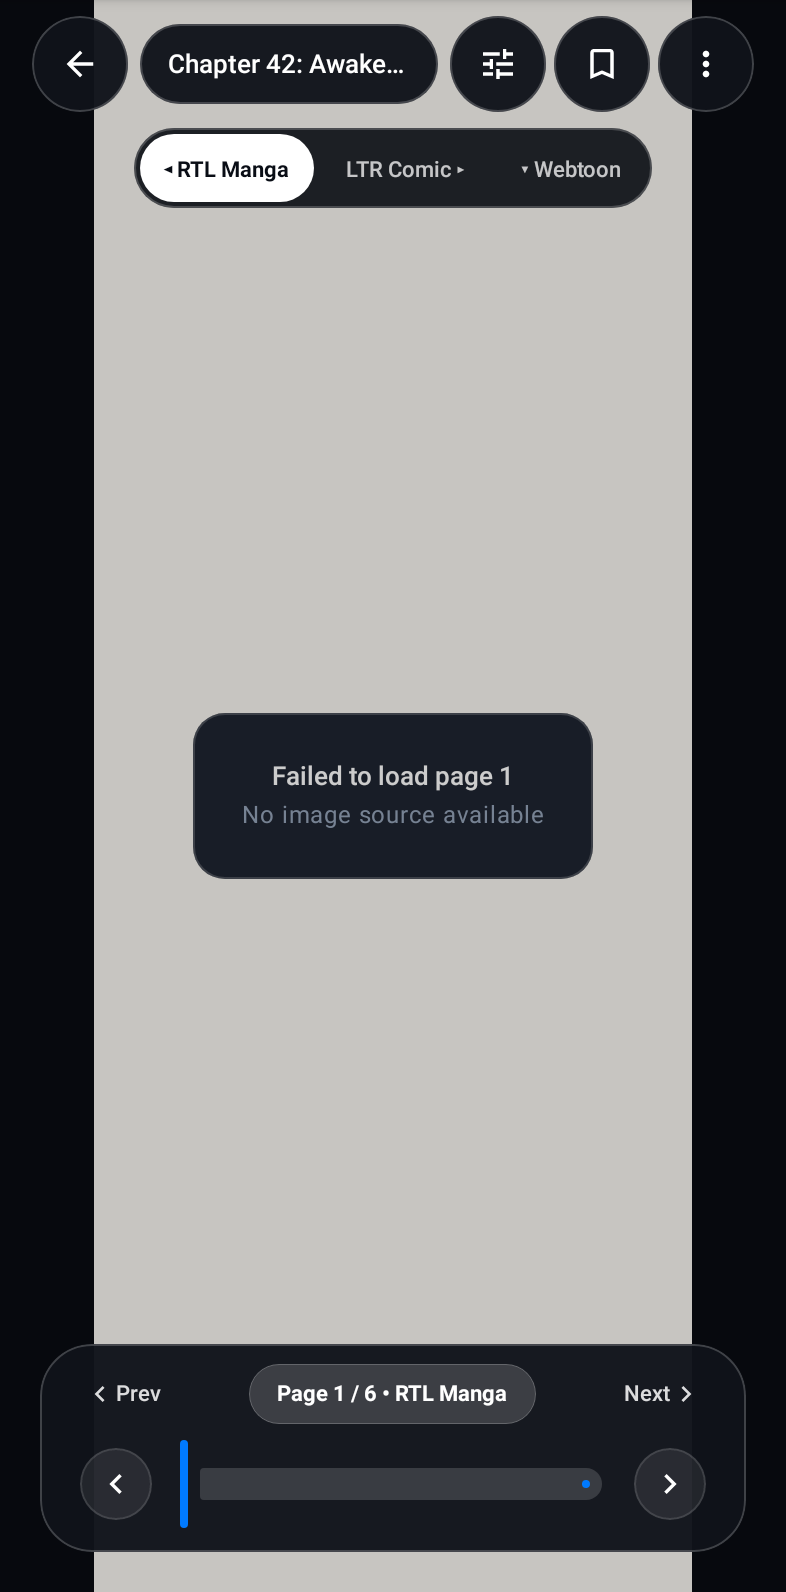 Chapter 42: Awake...
RTL Manga
LTR Comic
Webtoon
Failed to load page 1
No image source available
Prev
Page 1 / 6 • RTL Manga
Next